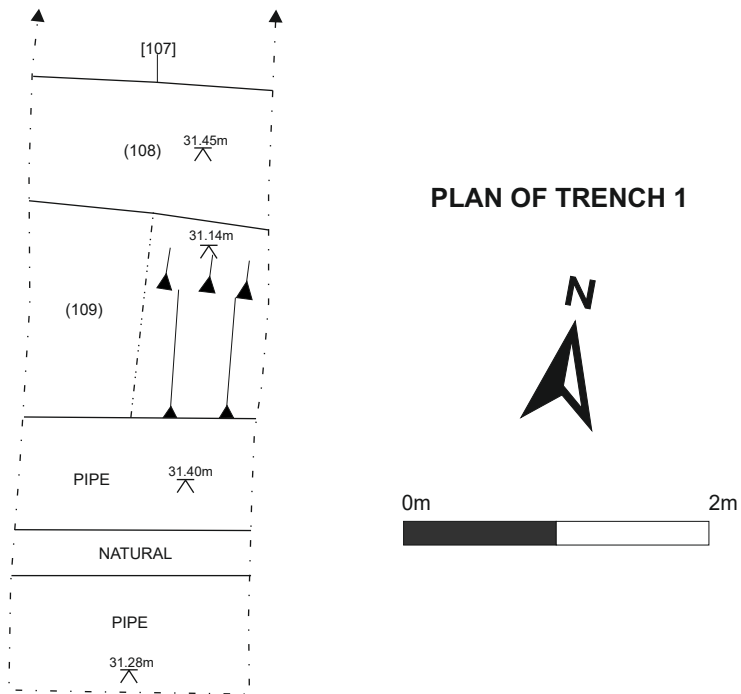 [107]
(108)
31.45m
31.14m
(109)
PIPE
31.40m
NATURAL
PIPE
31.28m
PLAN OF TRENCH 1
N
0m
2m